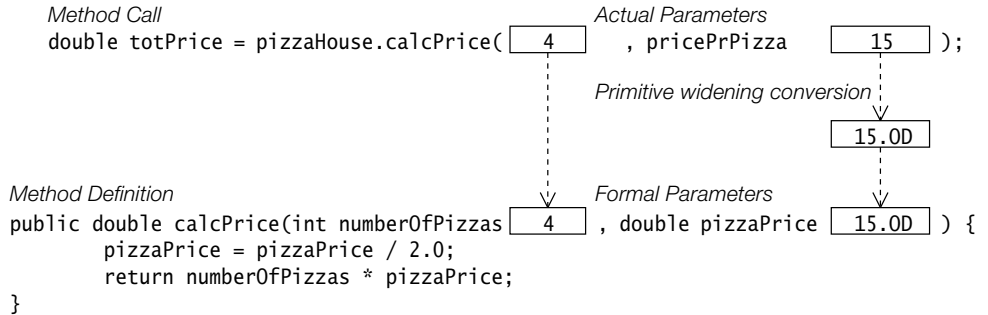 Method Call Actual Parameters
double totPrice = pizzaHouse.calcPrice( 4 , pricePrPizza 15 );
Primitive widening conversion
15.0D
Method Definition Formal Parameters
public double calcPrice(int numberOfPizzas 4 , double pizzaPrice 15.0D ) {
pizzaPrice = pizzaPrice / 2.0;
return numberOfPizzas * pizzaPrice;
}